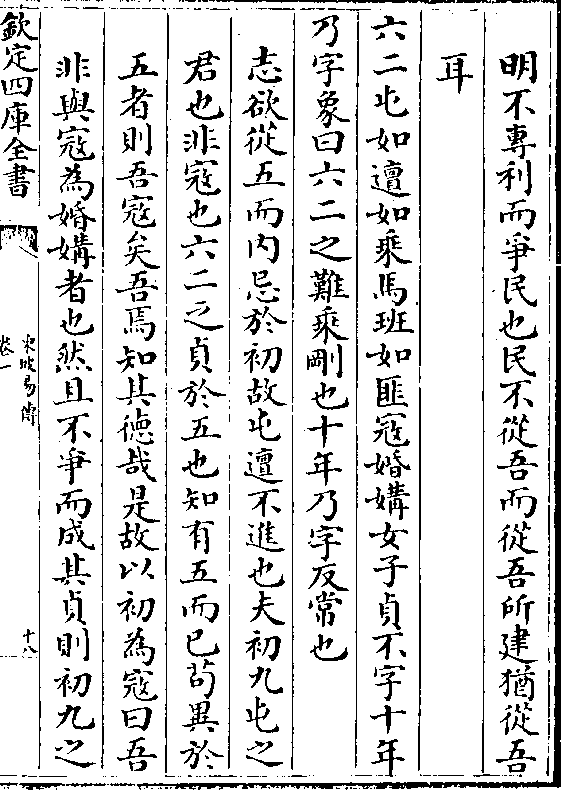 明不專利而爭民也民不從吾而從吾所建猶從吾
耳
六二屯如邅如乘馬班如匪寇婚媾女子貞不字十年
乃字象曰六二之難乘剛也十年乃字反常也
志欲從五而内忌於初故屯邅不進也夫初九屯之
君也非寇也六二之貞於五也知有五而已茍異於
五者則吾寇矣吾焉知其徳哉是故以初為寇曰吾
非與寇為婚媾者也然且不爭而成其貞則初九之
欽定四庫全書
東坡易傳
卷一
十八